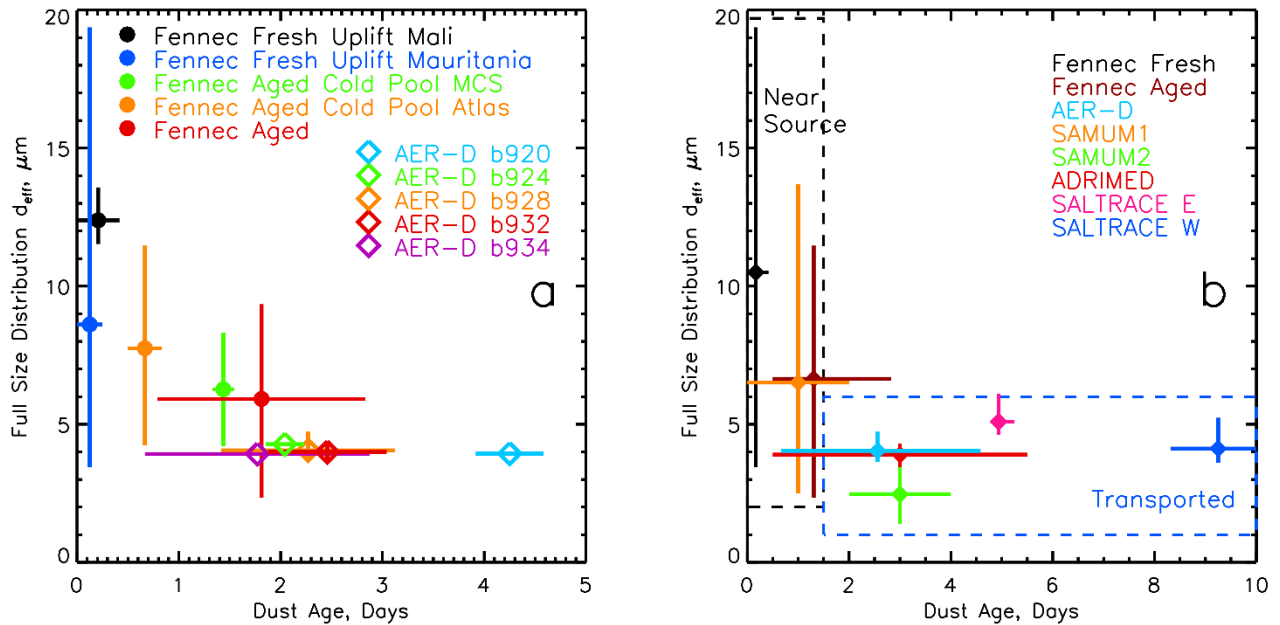 Full Size Distribution d_eff, μm
20
15
10
5
0
Fennec Fresh Uplift Mali
Fennec Fresh Uplift Mauritania
Fennec Aged Cold Pool MCS
Fennec Aged Cold Pool Atlas
Fennec Aged
AER-D b920
AER-D b924
AER-D b928
AER-D b932
AER-D b934
a
0 1 2 3 4 5
Dust Age, Days
Full Size Distribution d_eff, μm
20
15
10
5
0
Near
Source
Fennec Fresh
Fennec Aged
AER-D
SAMUM1
SAMUM2
ADRIMED
SALTRACE E
SALTRACE W
b
Transported
0 2 4 6 8 10
Dust Age, Days